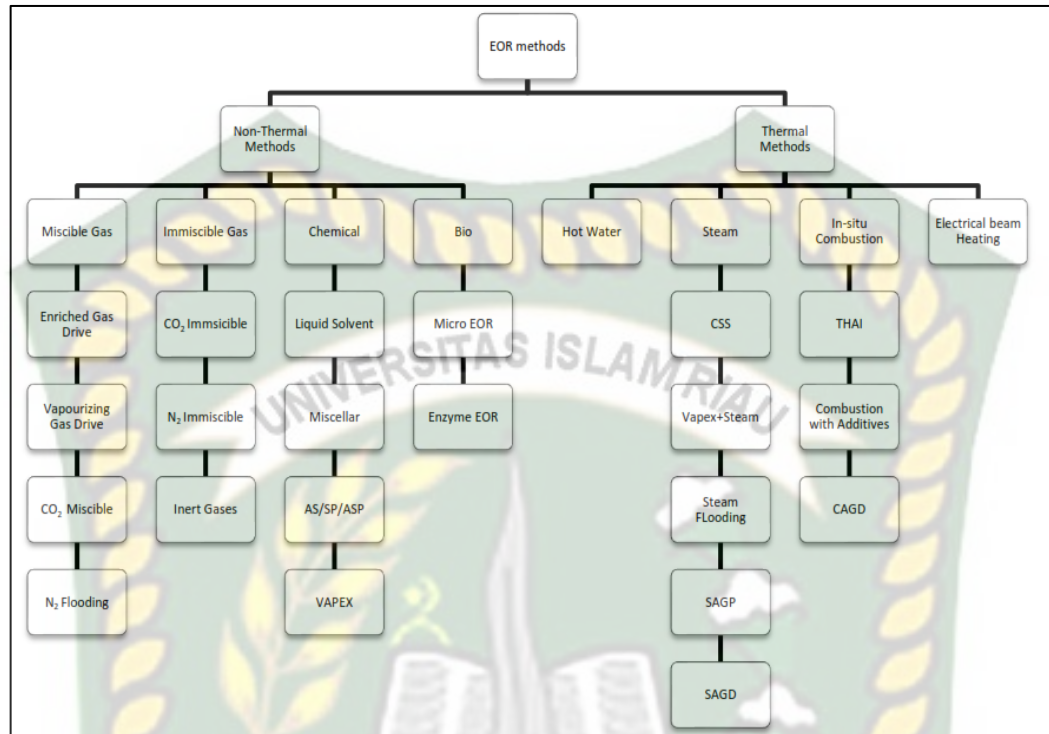 EOR methods
Non-Thermal
Methods
Thermal
Methods
Miscible Gas
Immiscible Gas
Chemical
Bio
Hot Water
Steam
In-situ
Combustion
Electrical beam
Heating
Enriched Gas
Drive
CO₂ Immsicible
Liquid Solvent
Micro EOR
CSS
THAI
UNIVERSITAS ISLAM RIAU
Vapourizing
Gas Drive
N₂ Immiscible
Miscellar
Enzyme EOR
Vapex+Steam
Combustion
with Additives
CO₂ Miscible
Inert Gases
AS/SP/ASP
Steam
FLooding
CAGD
N₂ Flooding
VAPEX
SAGP
SAGD